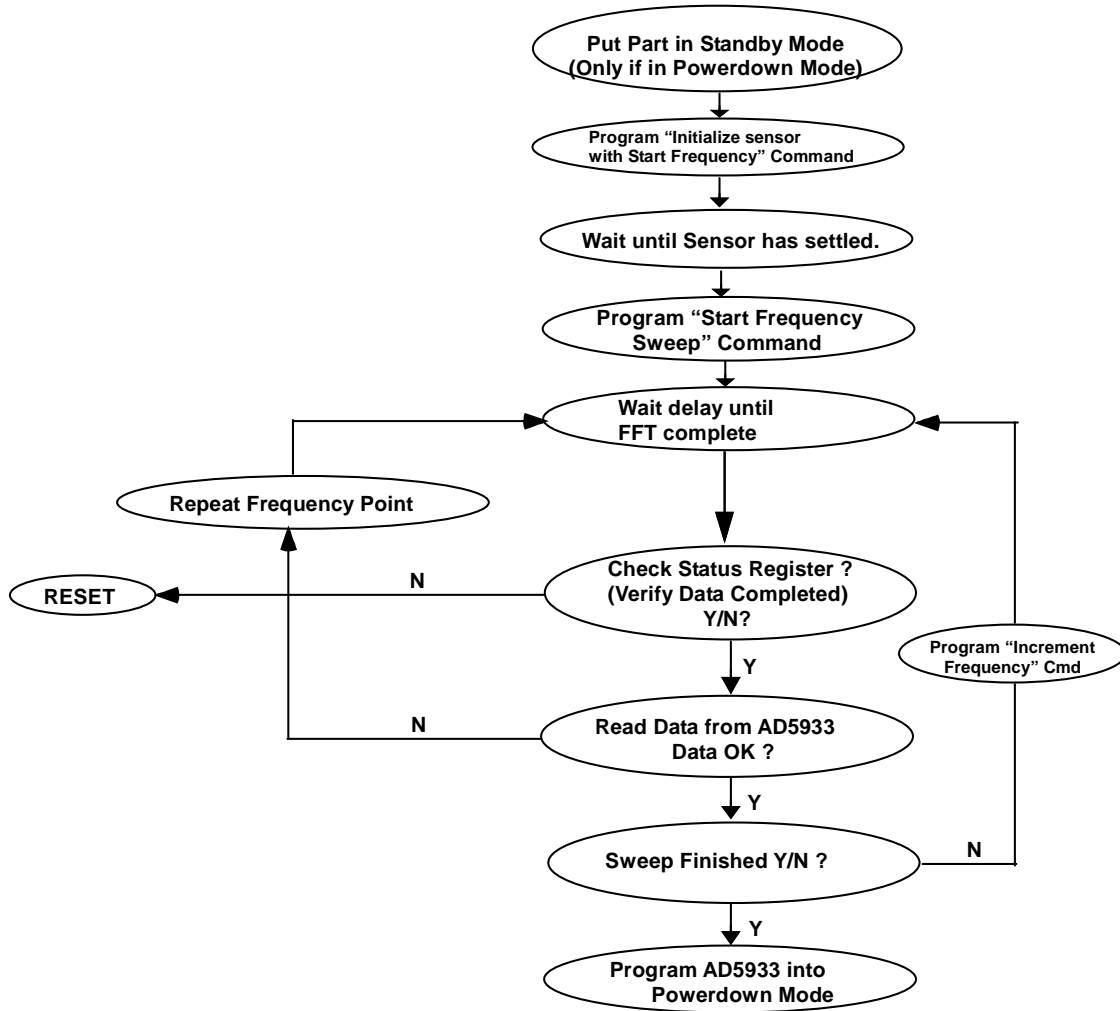 Put Part in Standby Mode
(Only if in Powerdown Mode)
Program “Initialize sensor
with Start Frequency” Command
Wait until Sensor has settled.
Program “Start Frequency
Sweep” Command
Wait delay until
FFT complete
Repeat Frequency Point
RESET
N
Check Status Register ?
(Verify Data Completed)
Y/N?
Program “Increment
Frequency” Cmd
Y
N
Read Data from AD5933
Data OK ?
Y
Sweep Finished Y/N ?
N
Y
Program AD5933 into
Powerdown Mode